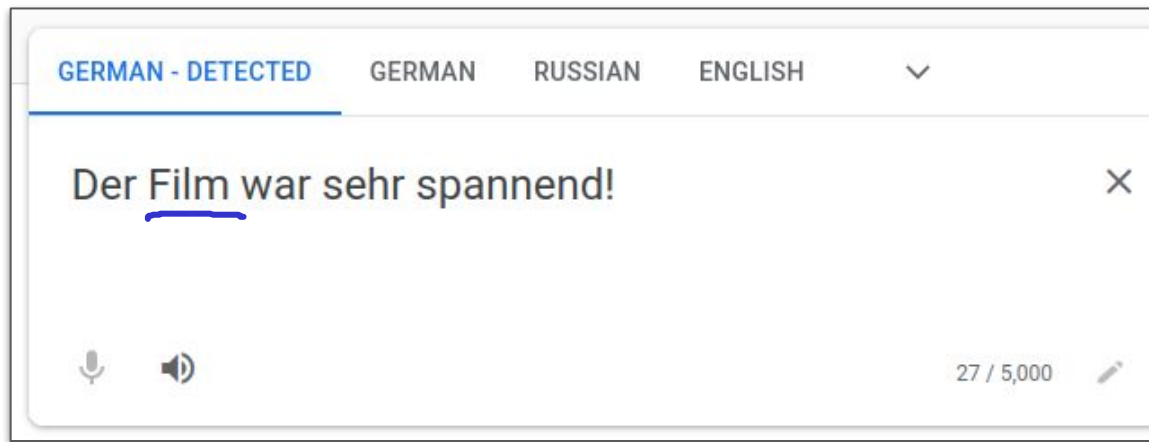 GERMAN - DETECTED GERMAN RUSSIAN ENGLISH
Der Film war sehr spannend!
27 / 5,000